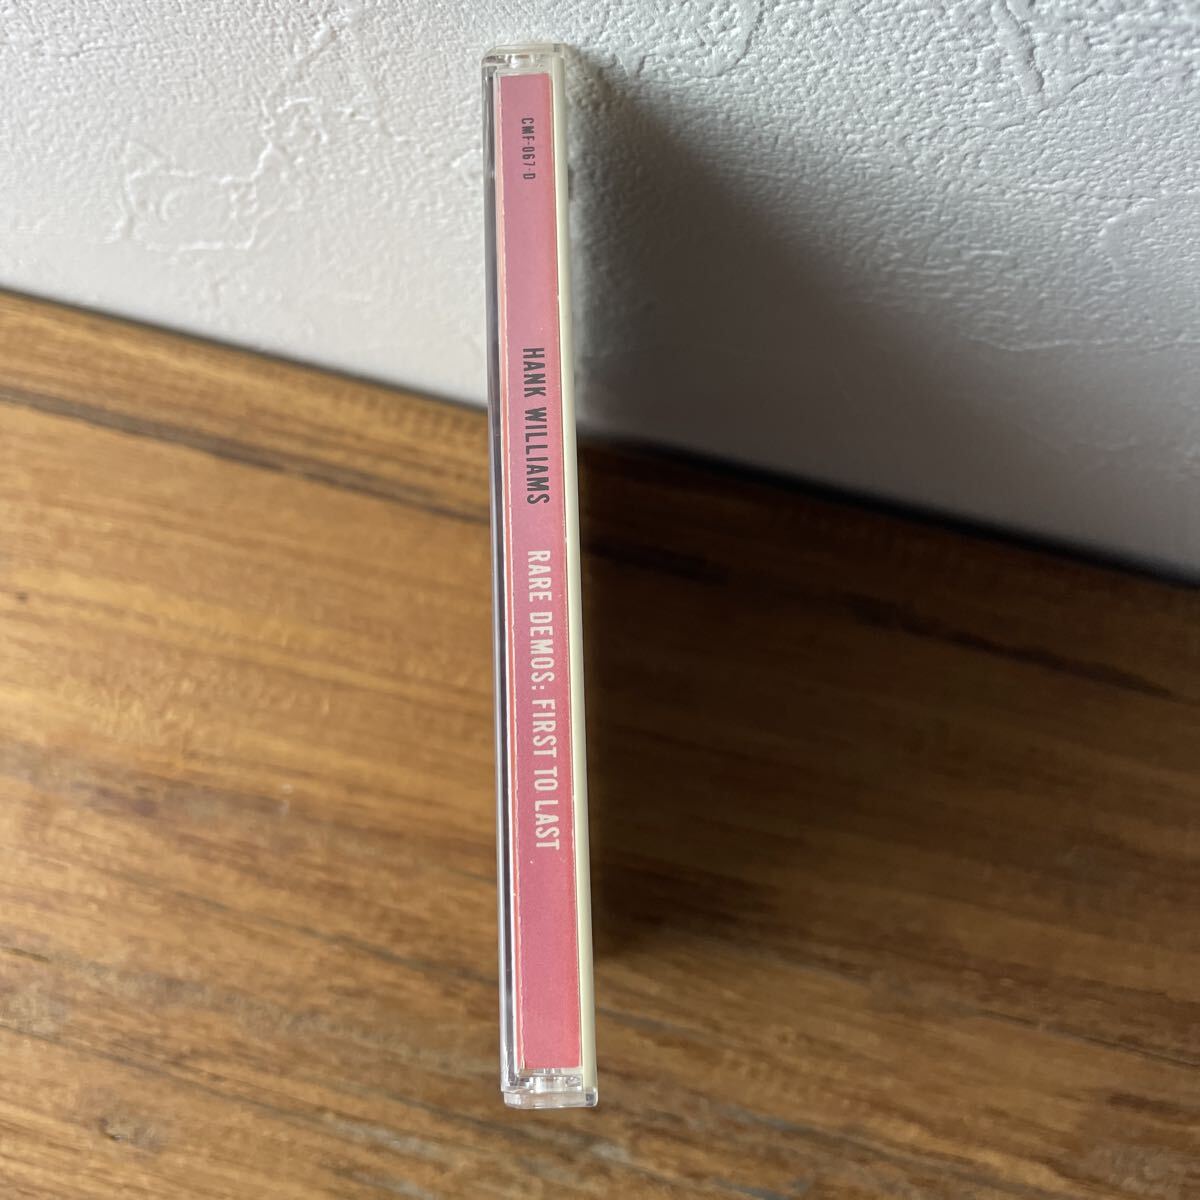 CMF-067-D
HANK WILLIAMS
RARE DEMOS: FIRST TO LAST